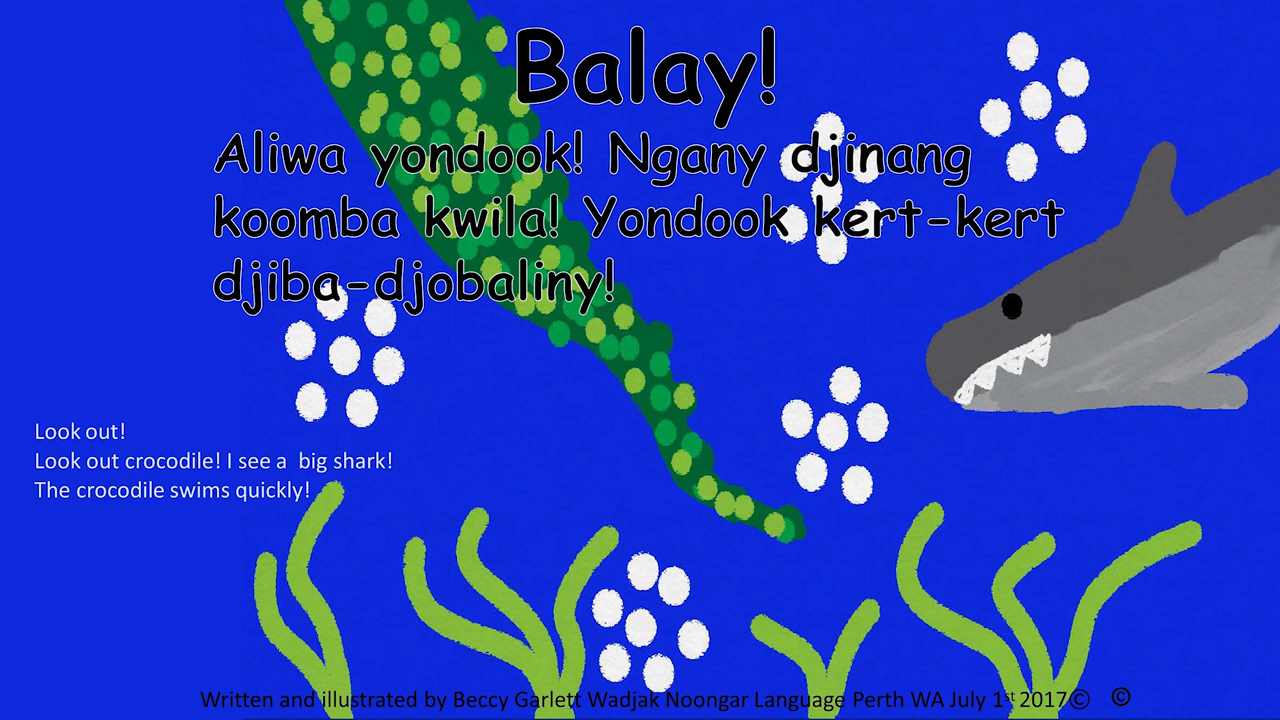 Balay!
Aliwa yondook! Ngany djinang
koomba kwila! Yondook kert-kert
djiba-djobaliny!
Look out!
Look out crocodile! I see a  big shark!
The crocodile swims quickly!
Written and illustrated by Beccy Garlett Wadjak Noongar Language Perth WA July 1st 2017© ©